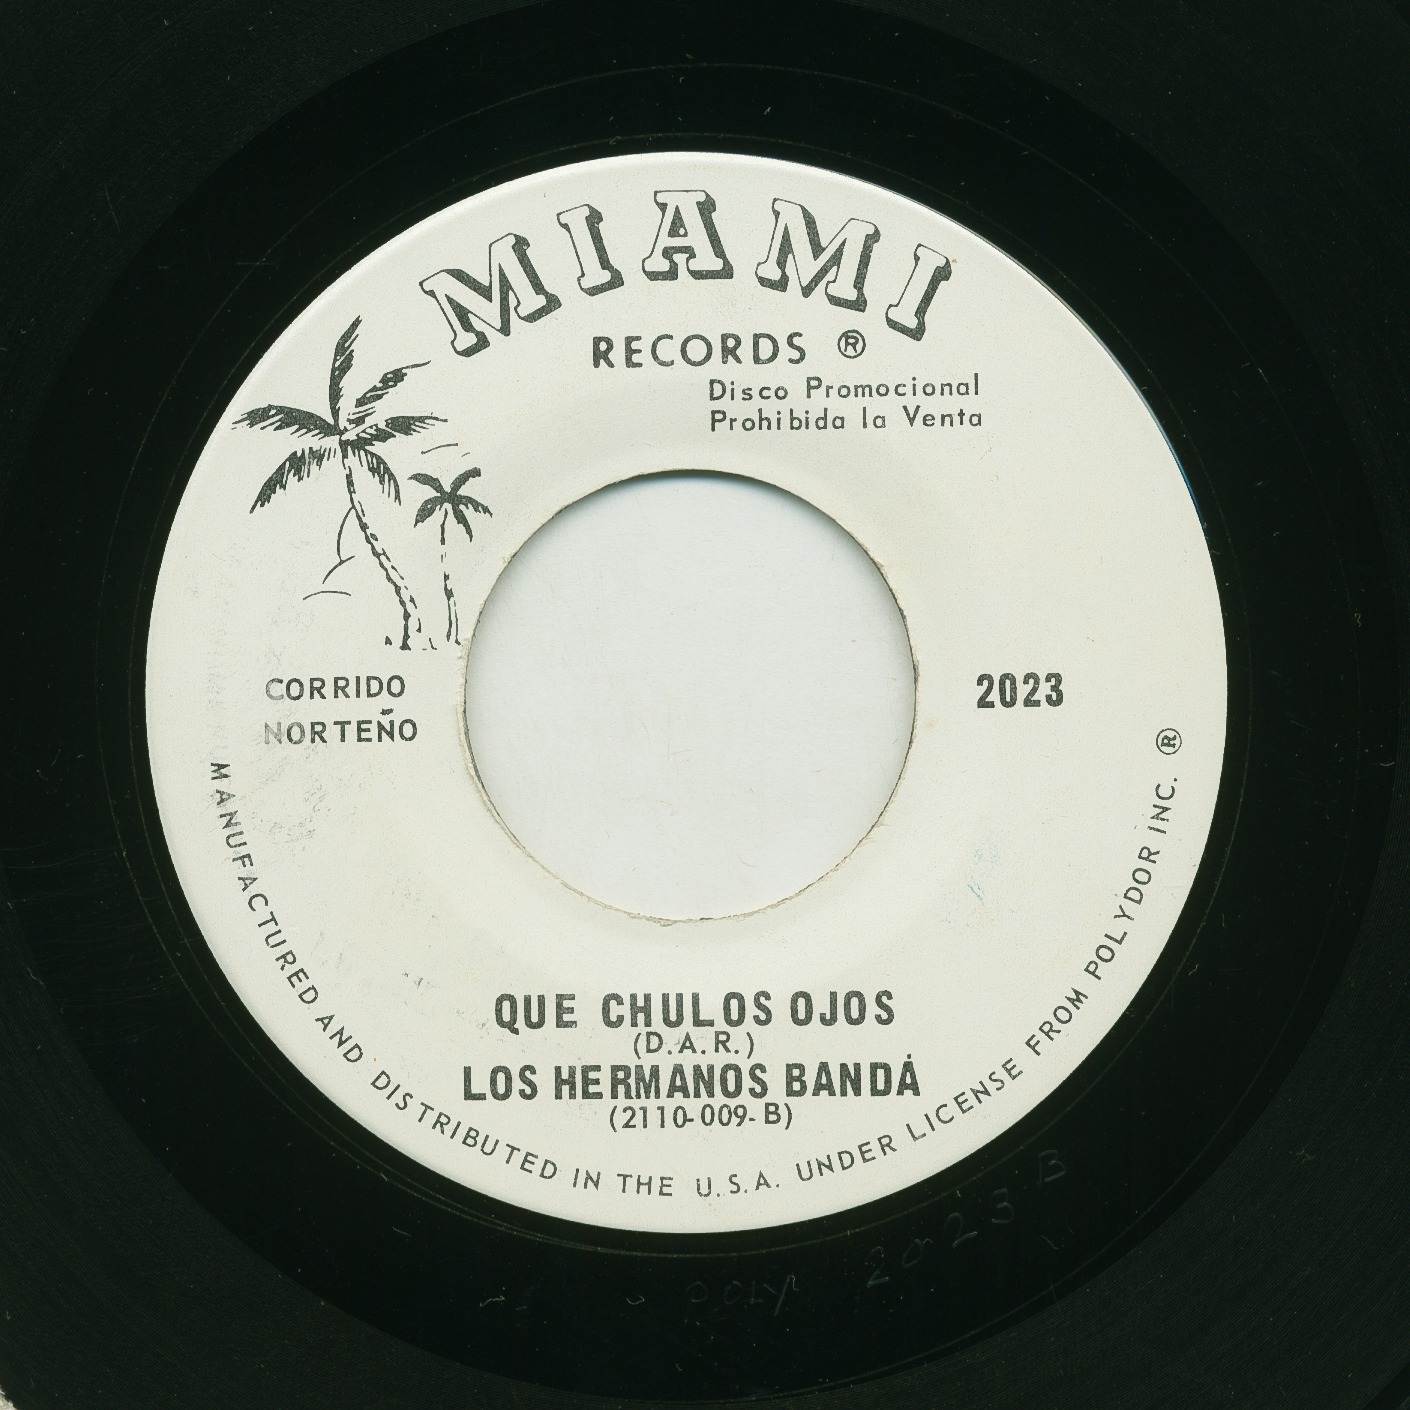 MIAMI
RECORDS ®
Disco Promocional
Prohibida la Venta
CORRIDO
NORTEÑO
2023
QUE CHULOS OJOS
(D.A.R.)
LOS HERMANOS BANDÁ
(2110-009-B)
MANUFACTURED AND DISTRIBUTED IN THE U.S.A. UNDER LICENSE FROM POLYDOR INC. ®
POLYP 2023 B